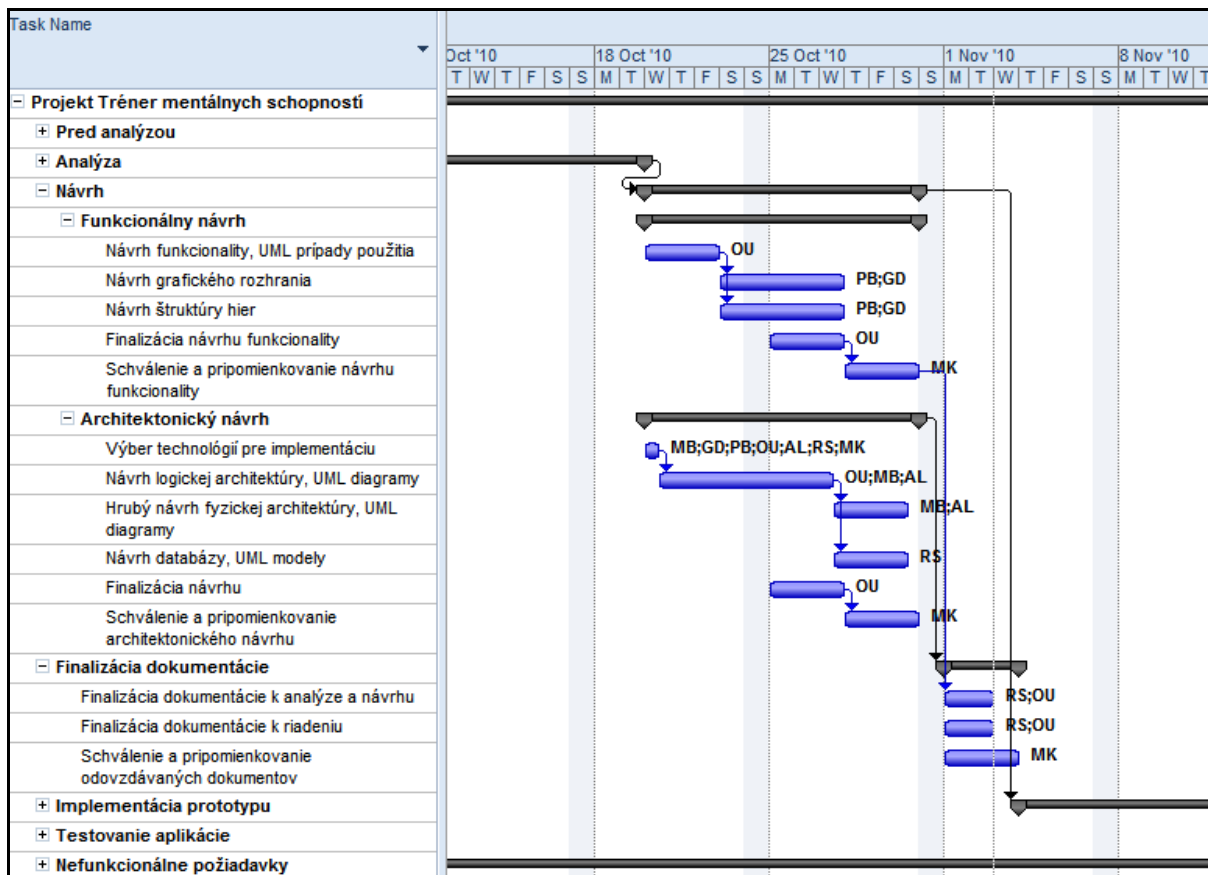 Task Name
Oct '10 18 Oct '10 25 Oct '10 1 Nov '10 8 Nov '10
T W T F S S M T W T F S S M T W T F S S M T W T F S S M T W T
Projekt Tréner mentálnych schopností
Pred analýzou
Analýza
Návrh
Funkcionálny návrh
Návrh funkcionality, UML prípady použitia OU
Návrh grafického rozhrania PB;GD
Návrh štruktúry hier PB;GD
Finalizácia návrhu funkcionality OU
Schválenie a pripomienkovanie návrhu
funkcionality MK
Architektonický návrh
Výber technológií pre implementáciu MB;GD;PB;OU;AL;RS;MK
Návrh logickej architektúry, UML diagramy OU;MB;AL
Hrubý návrh fyzickej architektúry, UML
diagramy MB;AL
Návrh databázy, UML modely RS
Finalizácia návrhu OU
Schválenie a pripomienkovanie
architektonického návrhu MK
Finalizácia dokumentácie
Finalizácia dokumentácie k analýze a návrhu RS;OU
Finalizácia dokumentácie k riadeniu RS;OU
Schválenie a pripomienkovanie
odovzdávaných dokumentov MK
Implementácia prototypu
Testovanie aplikácie
Nefunkcionálne požiadavky